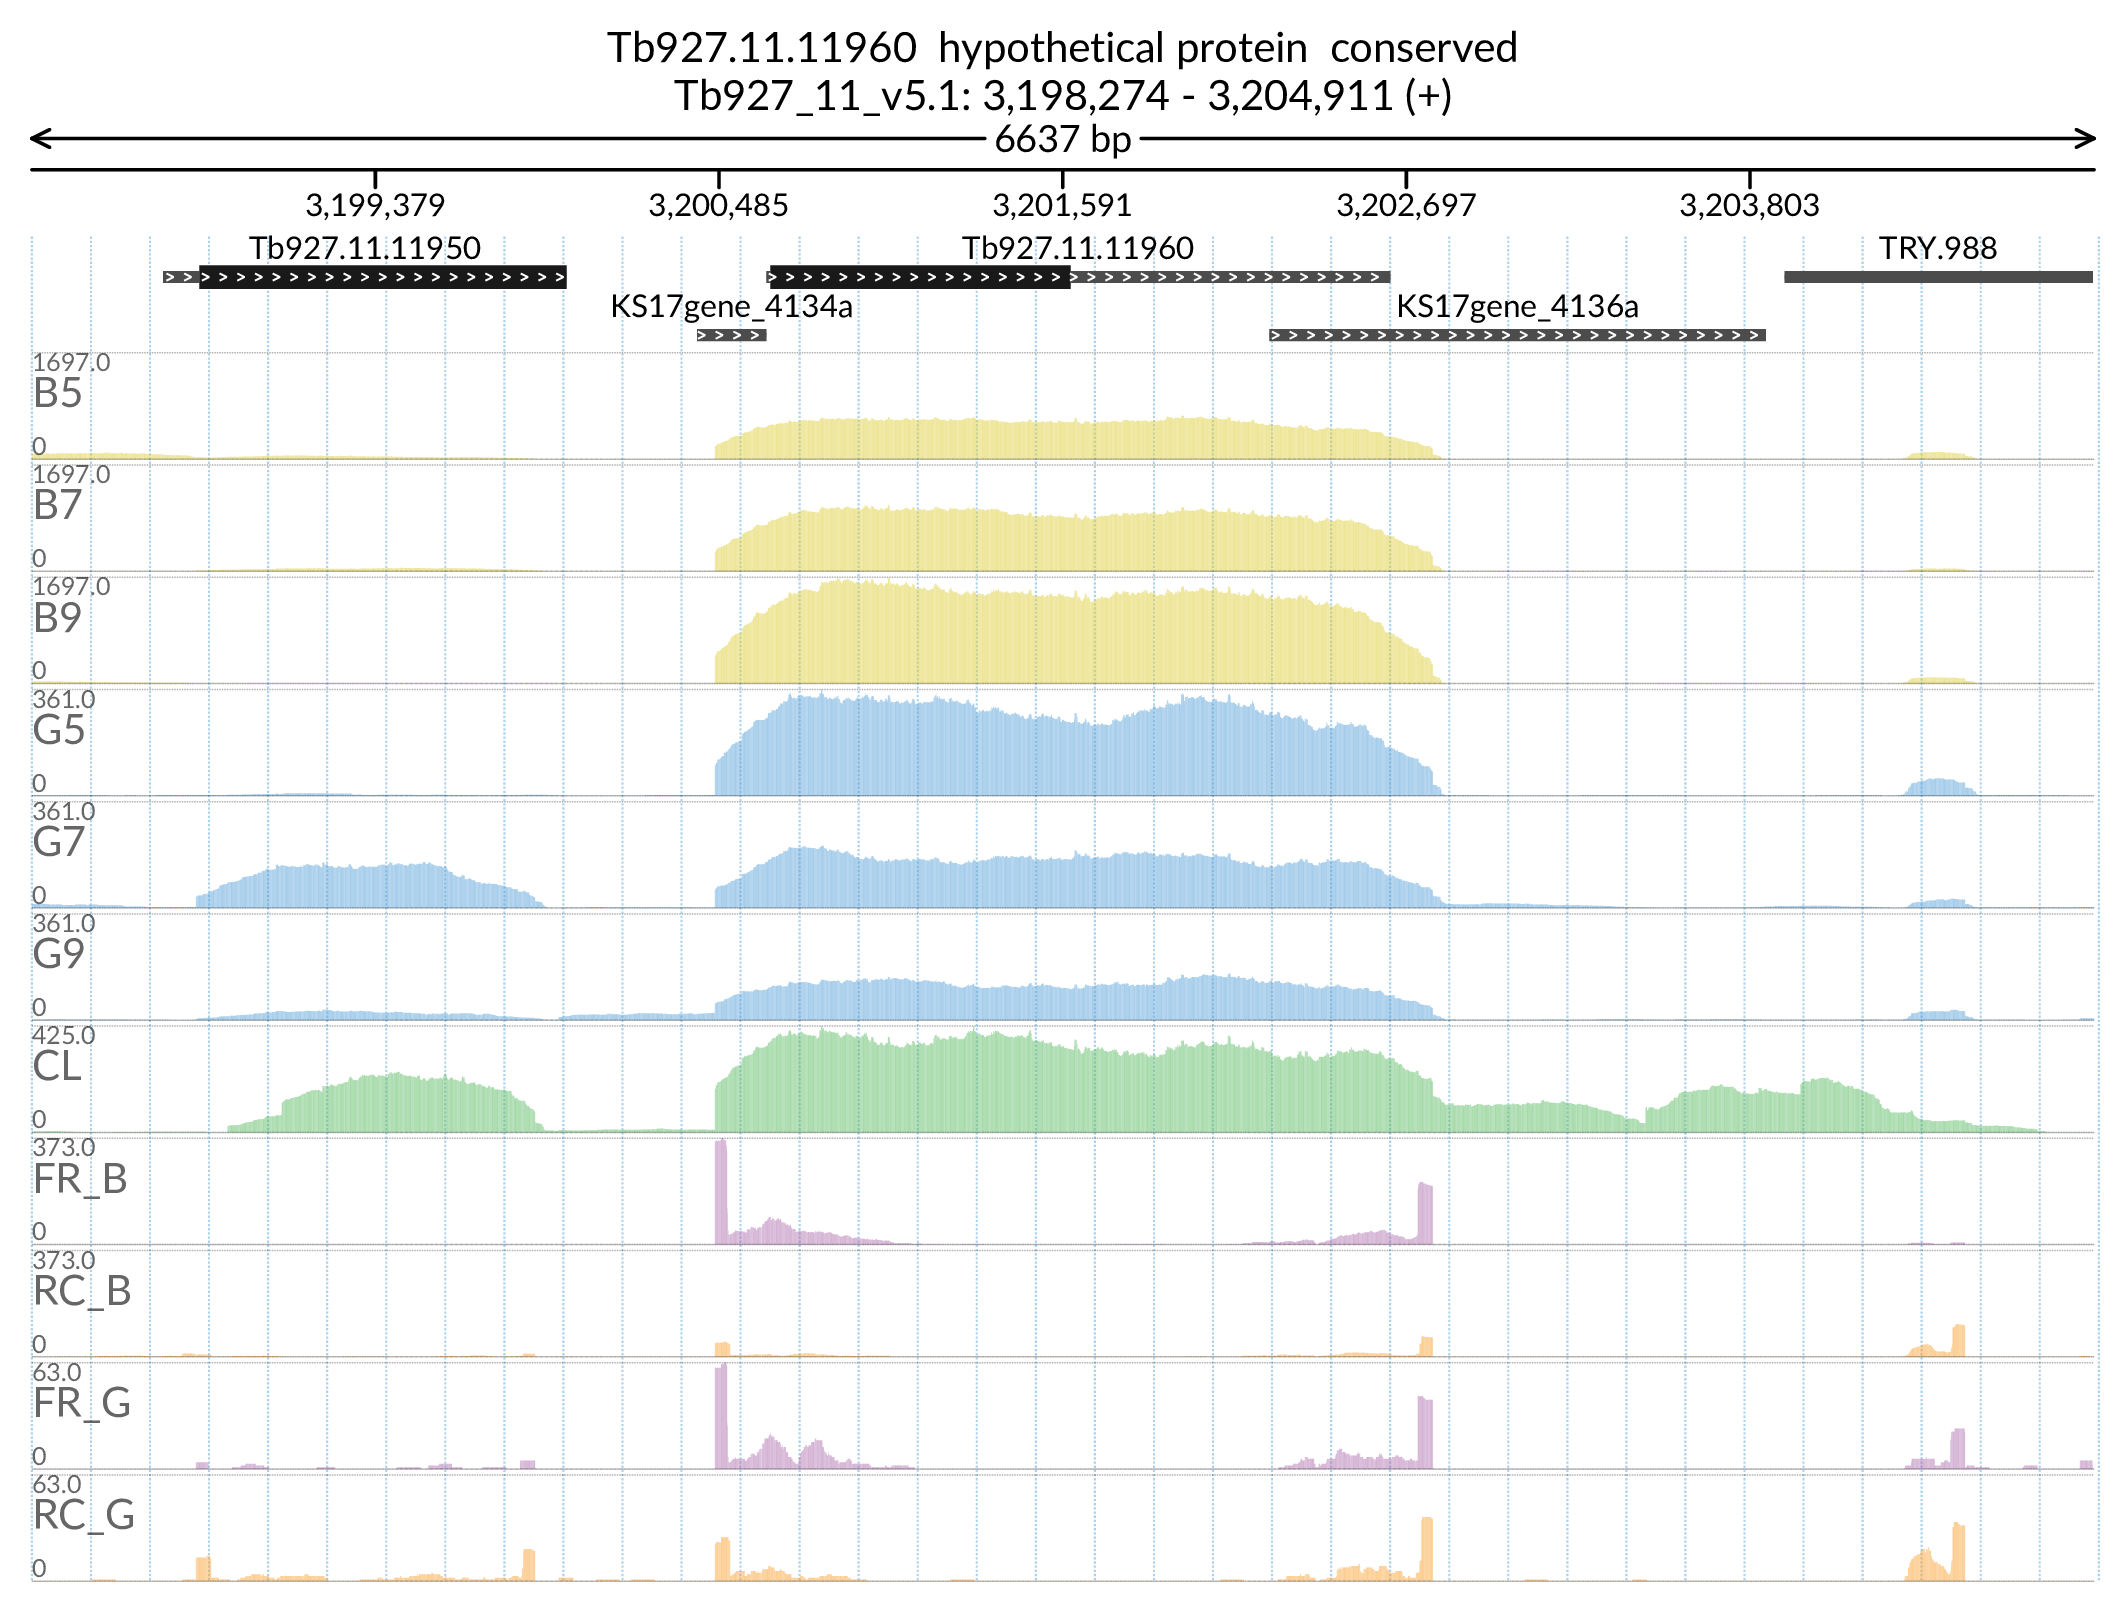 Tb927.11.11960 hypothetical protein conserved
Tb927_11_v5.1: 3,198,274 - 3,204,911 (+)
6637 bp
3,199,379 3,200,485 3,201,591 3,202,697 3,203,803
Tb927.11.11950 Tb927.11.11960 TRY.988
KS17gene_4134a KS17gene_4136a
1697.0
B5
0
1697.0
B7
0
1697.0
B9
0
361.0
G5
0
361.0
G7
0
361.0
G9
0
425.0
CL
0
373.0
FR_B
0
373.0
RC_B
0
63.0
FR_G
0
63.0
RC_G
0